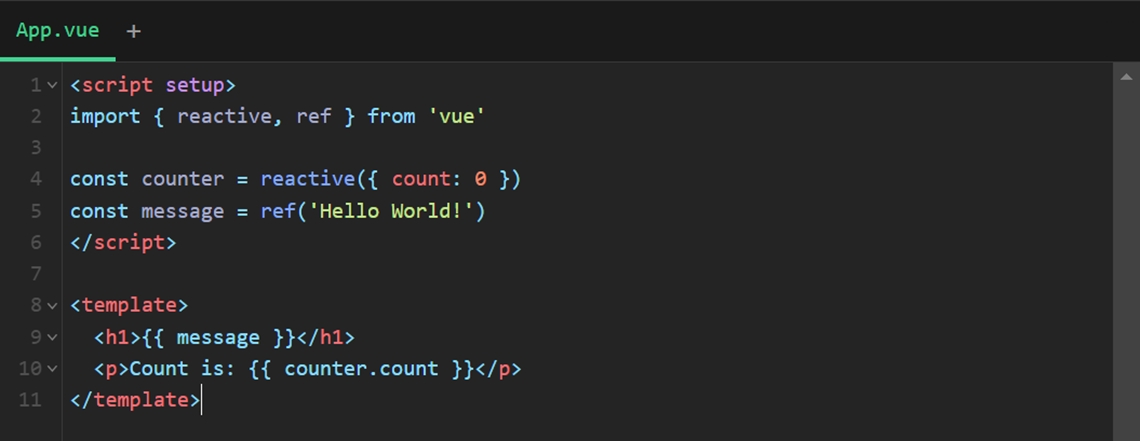 App.vue +
1 <script setup>
2 import { reactive, ref } from 'vue'
3
4 const counter = reactive({ count: 0 })
5 const message = ref('Hello World!')
6 </script>
7
8 <template>
9   <h1>{{ message }}</h1>
10   <p>Count is: {{ counter.count }}</p>
11 </template>